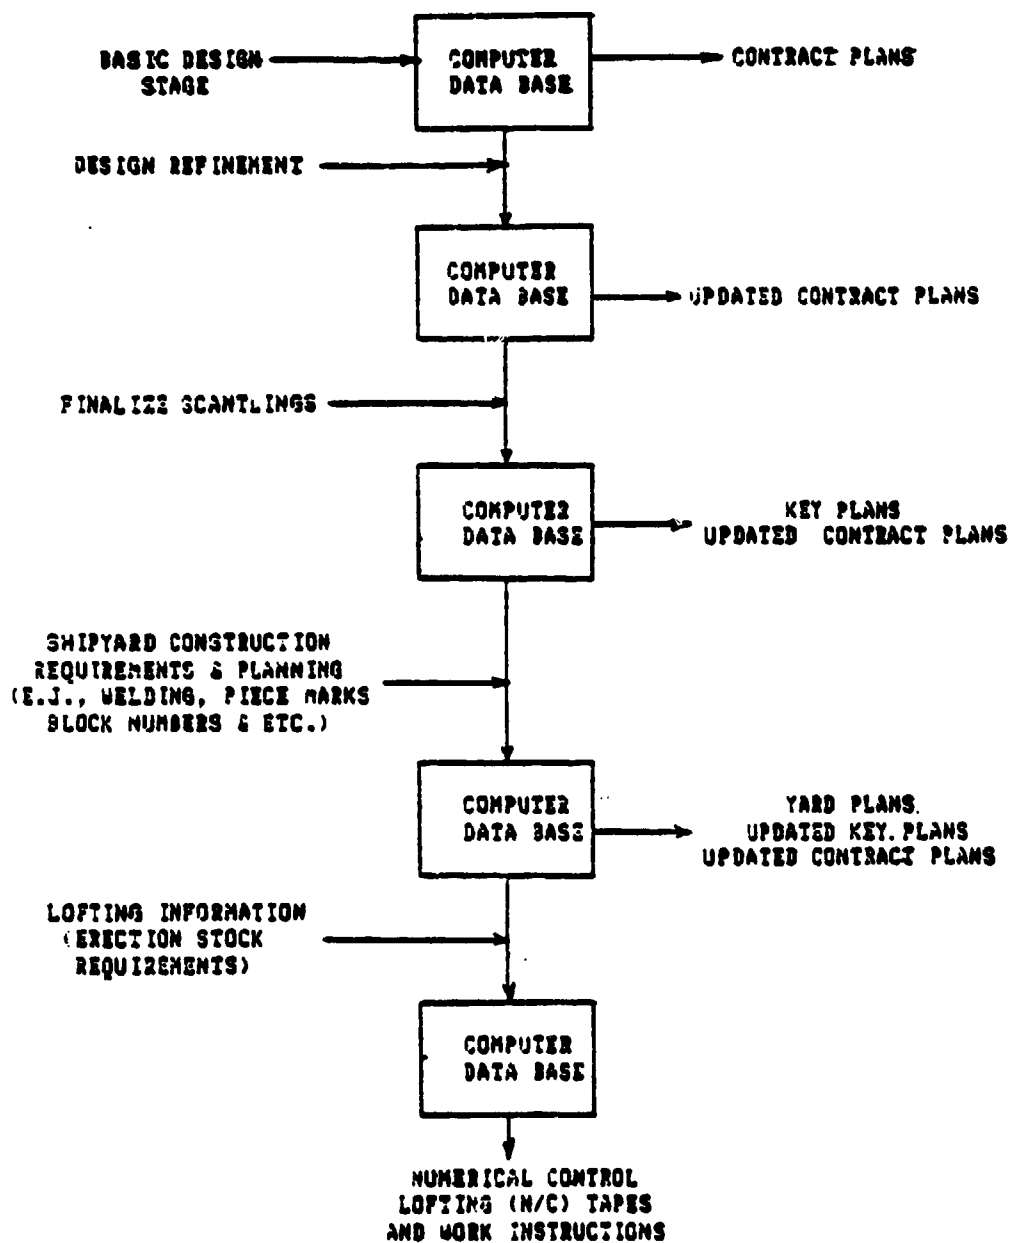 BASIC DESIGN
STAGE
COMPUTER
DATA BASE
CONTRACT PLANS
DESIGN REFINEMENT
COMPUTER
DATA BASE
UPDATED CONTRACT PLANS
FINALIZE SCANTLINGS
COMPUTER
DATA BASE
KEY PLANS
UPDATED CONTRACT PLANS
SHIPYARD CONSTRUCTION
REQUIREMENTS & PLANNING
(E.J., WELDING, PIECE MARKS
BLOCK NUMBERS & ETC.)
COMPUTER
DATA BASE
YARD PLANS.
UPDATED KEY.PLANS
UPDATED CONTRACT PLANS
LOFTING INFORMATION
(ERECTION STOCK
REQUIREMENTS)
COMPUTER
DATA BASE
NUMERICAL CONTROL
LOFTING (N/C) TAPES
AND WORK INSTRUCTIONS